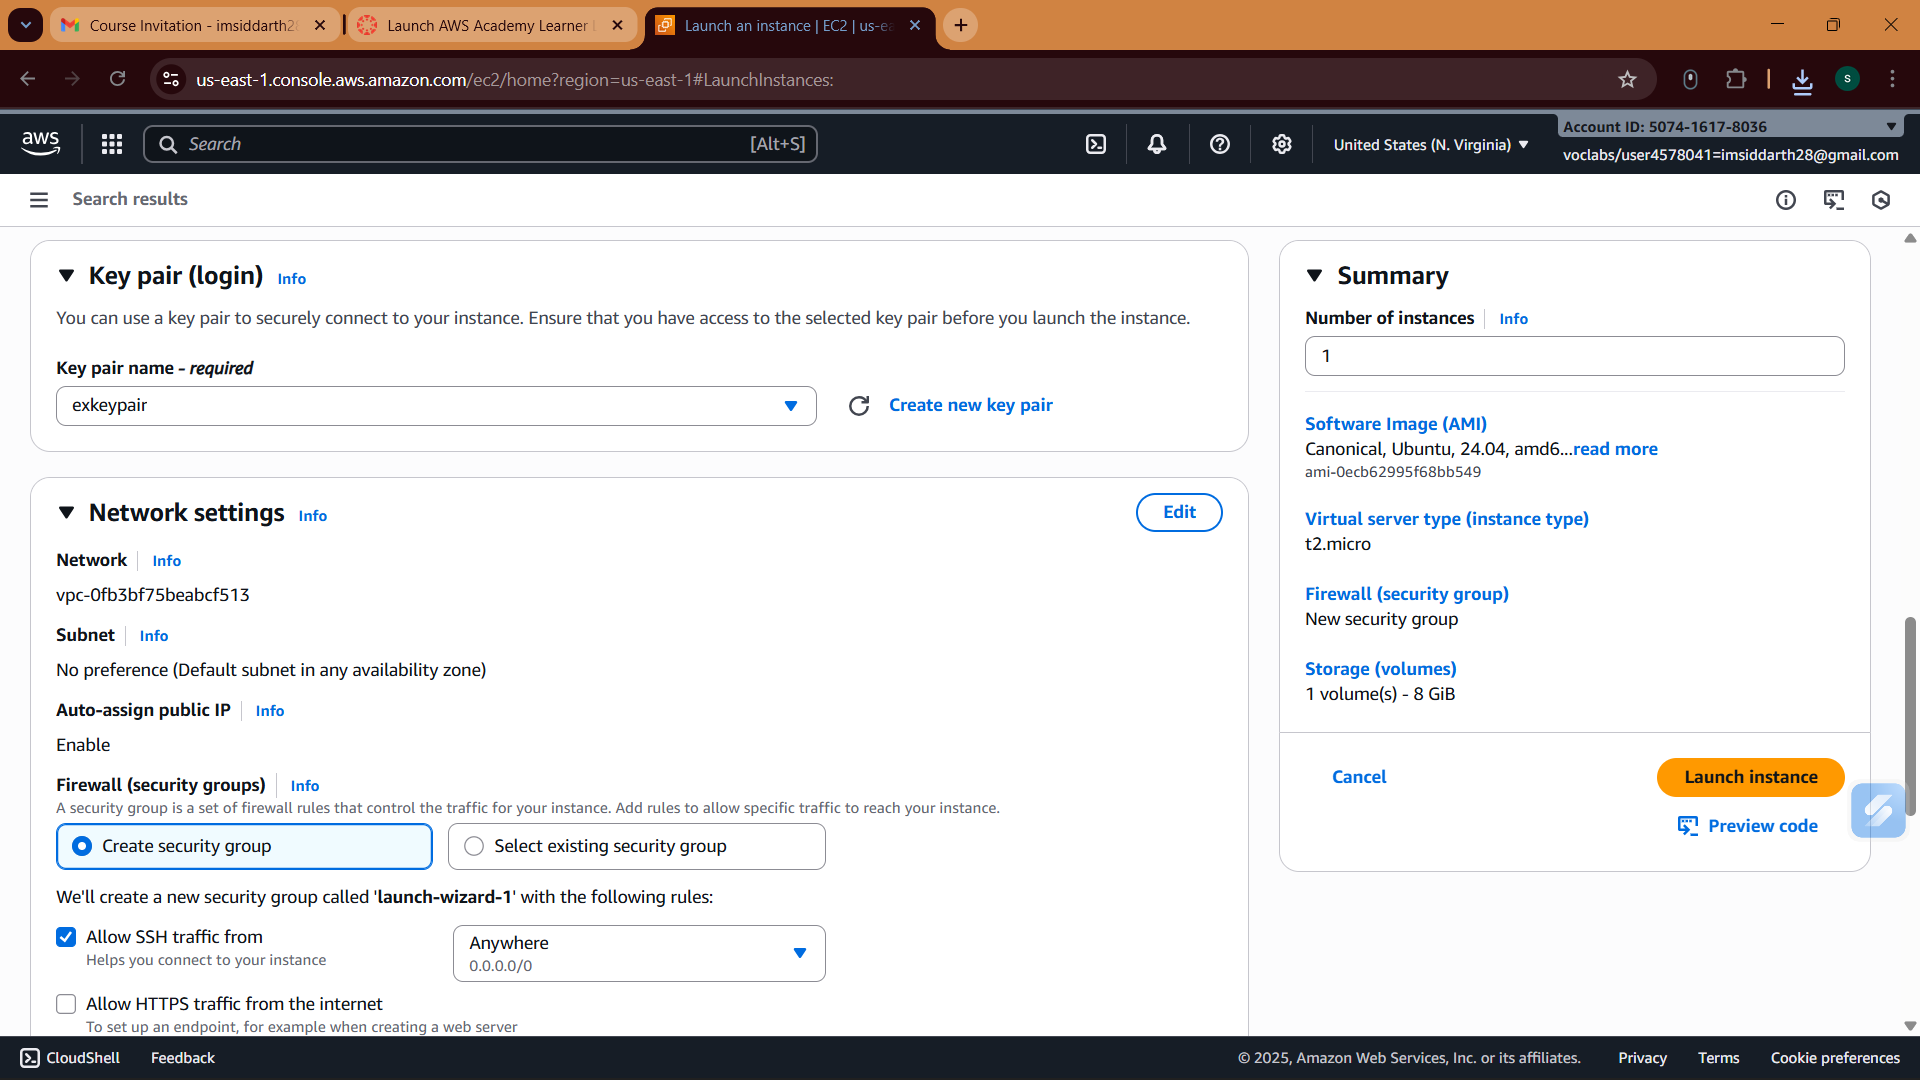 Course Invitation - imsiddarth28
Launch AWS Academy Learner L
Launch an instance | EC2 | us-ea
us-east-1.console.aws.amazon.com/ec2/home?region=us-east-1#LaunchInstances:
S
aws
Search
[Alt+S]
United States (N. Virginia)
Account ID: 5074-1617-8036
voclabs/user4578041=imsiddarth28@gmail.com
Search results
Key pair (login) Info
You can use a key pair to securely connect to your instance. Ensure that you have access to the selected key pair before you launch the instance.
Key pair name - required
exkeypair
Create new key pair
Network settings Info
Edit
Network Info
vpc-0fb3bf75beabcf513
Subnet Info
No preference (Default subnet in any availability zone)
Auto-assign public IP Info
Enable
Firewall (security groups) Info
A security group is a set of firewall rules that control the traffic for your instance. Add rules to allow specific traffic to reach your instance.
Create security group
Select existing security group
We'll create a new security group called 'launch-wizard-1' with the following rules:
Allow SSH traffic from
Helps you connect to your instance
Anywhere
0.0.0.0/0
Allow HTTPS traffic from the internet
To set up an endpoint, for example when creating a web server
Summary
Number of instances Info
1
Software Image (AMI)
Canonical, Ubuntu, 24.04, amd6...read more
ami-0ecb62995f68bb549
Virtual server type (instance type)
t2.micro
Firewall (security group)
New security group
Storage (volumes)
1 volume(s) - 8 GiB
Cancel
Launch instance
Preview code
CloudShell
Feedback
© 2025, Amazon Web Services, Inc. or its affiliates.
Privacy
Terms
Cookie preferences